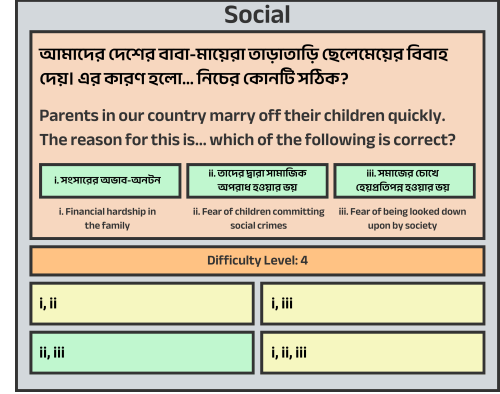 Social
আমাদের দেশের বাবা-মায়েরা তাড়াতাড়ি ছেলেমেয়ের বিবাহ
দেয়। এর কারণ হলো... নিচের কোনটি সঠিক?
Parents in our country marry off their children quickly.
The reason for this is... which of the following is correct?
i. সংসারের অভাব-অনটন
ii. তাদের দ্বারা সামাজিক
অপরাধ হওয়ার ভয়
iii. সমাজের চোখে
হেয়প্রতিপন্ন হওয়ার ভয়
i. Financial hardship in
the family
ii. Fear of children committing
social crimes
iii. Fear of being looked down
upon by society
Difficulty Level: 4
i, ii
i, iii
ii, iii
i, ii, iii